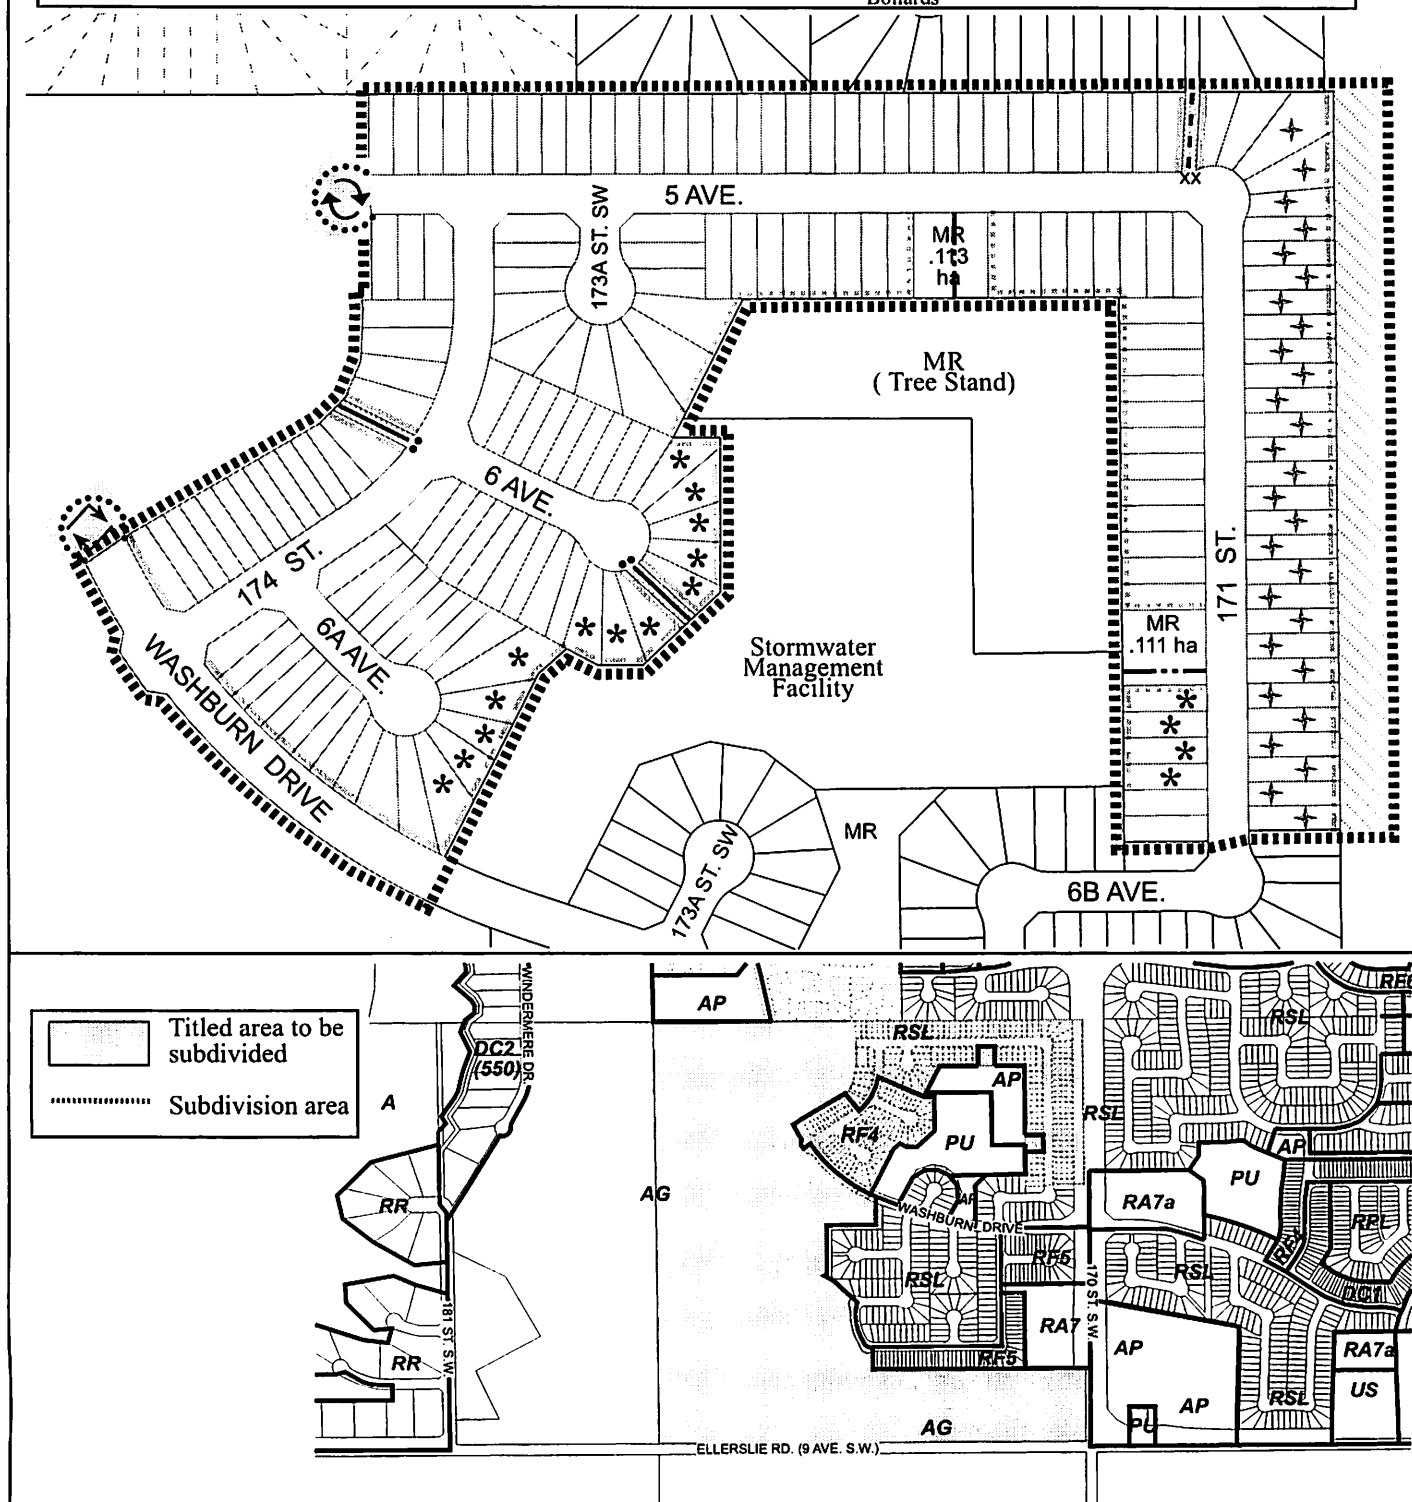 Bollards
5 AVE.
173A ST. SW
MR
.113
ha
MR
( Tree Stand)
6 AVE.
174 ST.
6A AVE.
WASHBURN DRIVE
171 ST.
MR
.111 ha
Stormwater
Management
Facility
173A ST. SW
MR
6B AVE.
Titled area to be
subdivided
Subdivision area
WINDERMERE DR.
AP
RSL
RSL
RF6
DC2
(550)
A
AP
RSL
RF4
PU
AP
PU
RR
AG
AP
RA7a
RPL
WASHBURN DRIVE
RF4
RF5
RSL
RSL
DC1
181 ST. S.W.
170 ST. S.W.
RA7
AP
RA7a
RR
RF5
US
AP
RSL
PU
AG
ELLERSLIE RD. (9 AVE. S.W.)